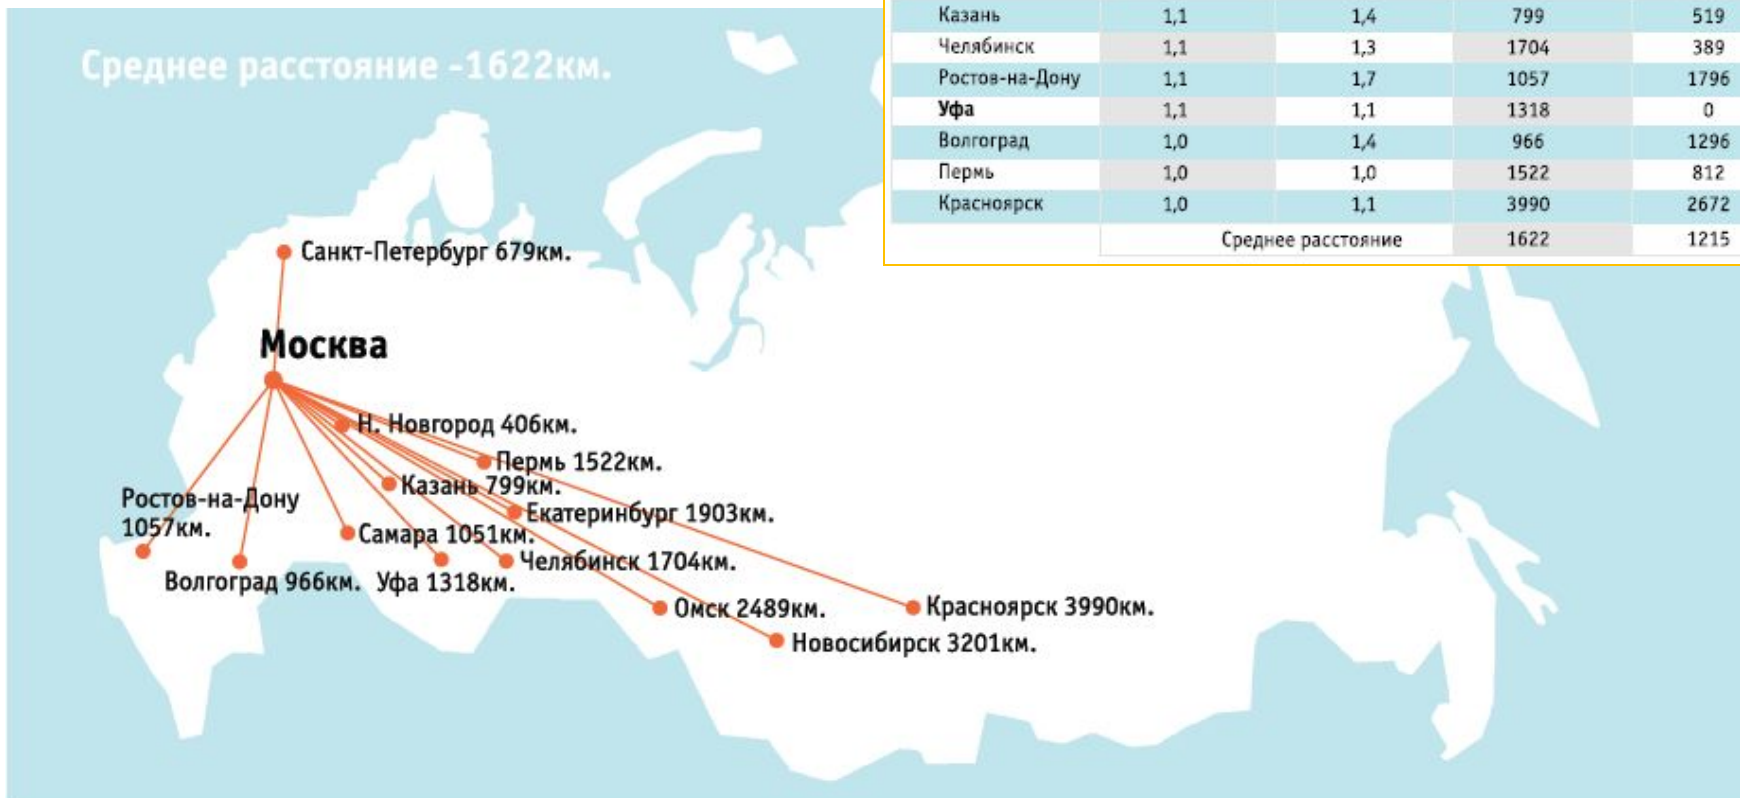 Среднее расстояние -1622км.
Казань 1,1 1,4 799 519
Челябинск 1,1 1,3 1704 389
Ростов-на-Дону 1,1 1,7 1057 1796
Уфа 1,1 1,1 1318 0
Волгоград 1,0 1,4 966 1296
Пермь 1,0 1,0 1522 812
Красноярск 1,0 1,1 3990 2672
Среднее расстояние 1622 1215
Санкт-Петербург 679км.
Москва
Н. Новгород 406км.
Пермь 1522км.
Казань 799км.
Ростов-на-Дону
1057км.
Екатеринбург 1903км.
Самара 1051км.
Челябинск 1704км.
Волгоград 966км.
Уфа 1318км.
Омск 2489км.
Красноярск 3990км.
Новосибирск 3201км.